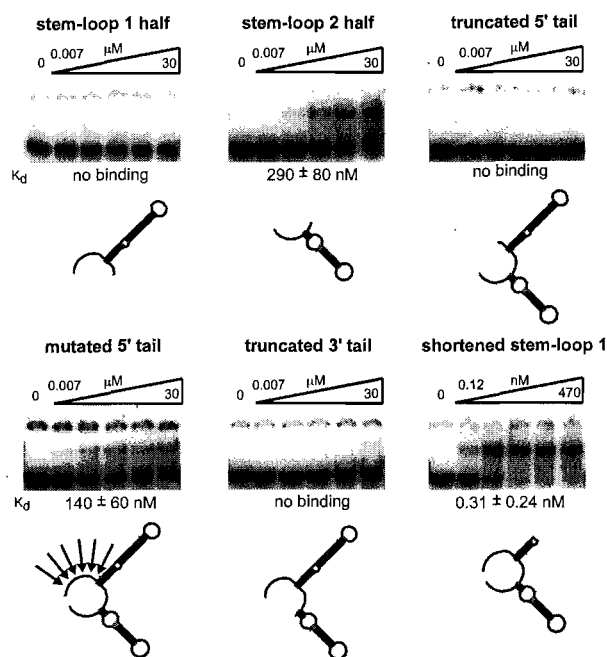 stem-loop 1 half
stem-loop 2 half
truncated 5' tail
0 0.007 μM 30
0 0.007 μM 30
0 0.007 μM 30
Kd no binding
290 ± 80 nM
no binding
mutated 5' tail
truncated 3' tail
shortened stem-loop 1
0 0.007 μM 30
0 0.007 μM 30
0 0.12 nM 470
Kd 140 ± 60 nM
no binding
0.31 ± 0.24 nM